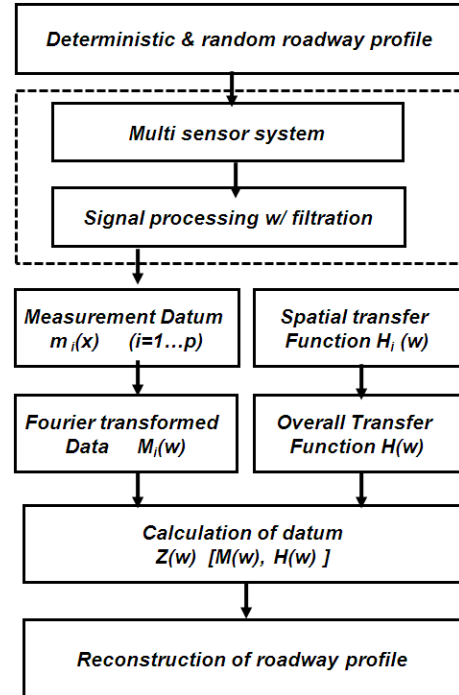 Deterministic & random roadway profile
Multi sensor system
Signal processing w/ filtration
Measurement Datum
m i(x) (i=1…p)
Spatial transfer
Function Hi (w)
Fourier transformed
Data Mi(w)
Overall Transfer
Function H(w)
Calculation of datum
Z(w) [M(w), H(w) ]
Reconstruction of roadway profile